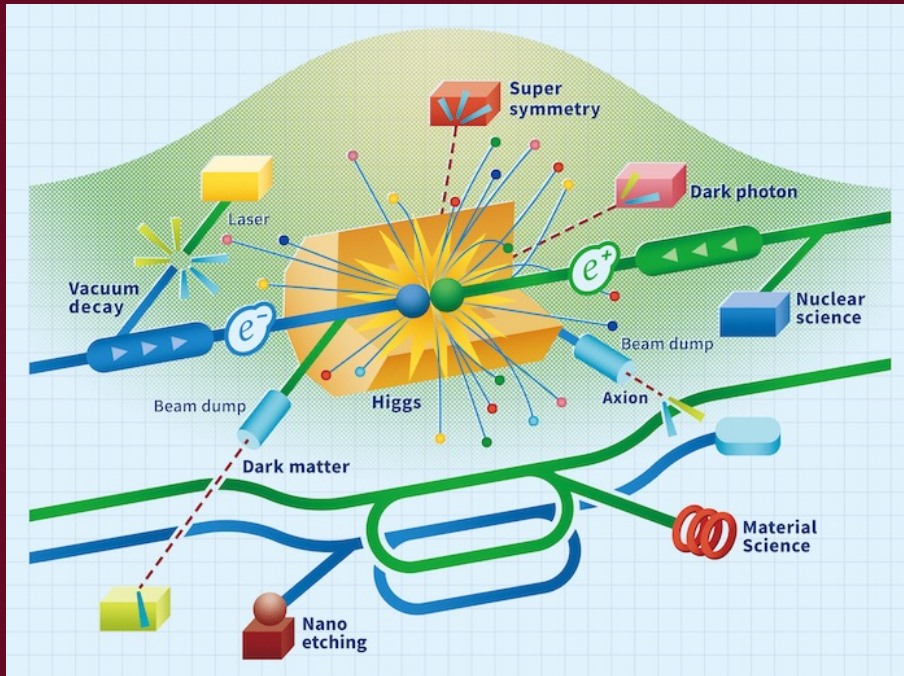 Super
symmetry
Dark photon
Laser
Vacuum
decay
e⁺
Nuclear
science
e⁻
Beam dump
Higgs
Axion
Beam dump
Dark matter
Material
Science
Nano
etching